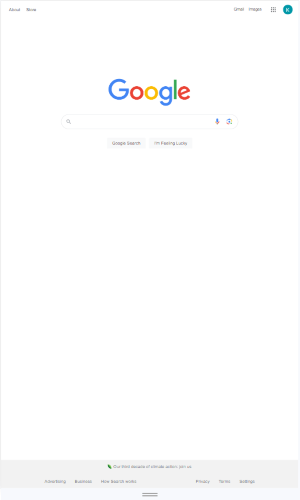 About Store Gmail Images K
Google
Google Search I'm Feeling Lucky
Our third decade of climate action: join us
Advertising Business How Search works Privacy Terms Settings